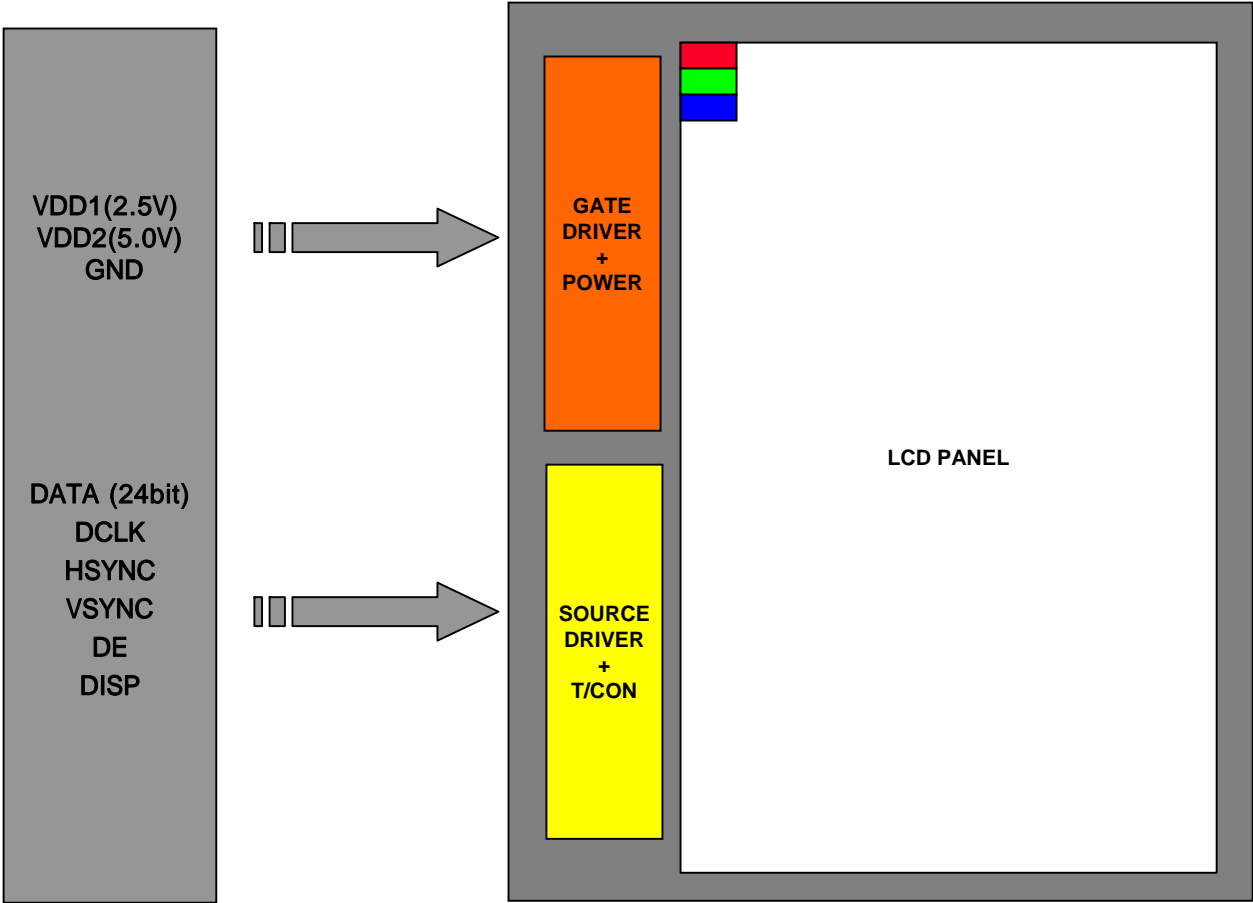 VDD1(2.5V)
VDD2(5.0V)
GND
DATA (24bit)
DCLK
HSYNC
VSYNC
DE
DISP
GATE
DRIVER
+
POWER
SOURCE
DRIVER
+
T/CON
LCD PANEL